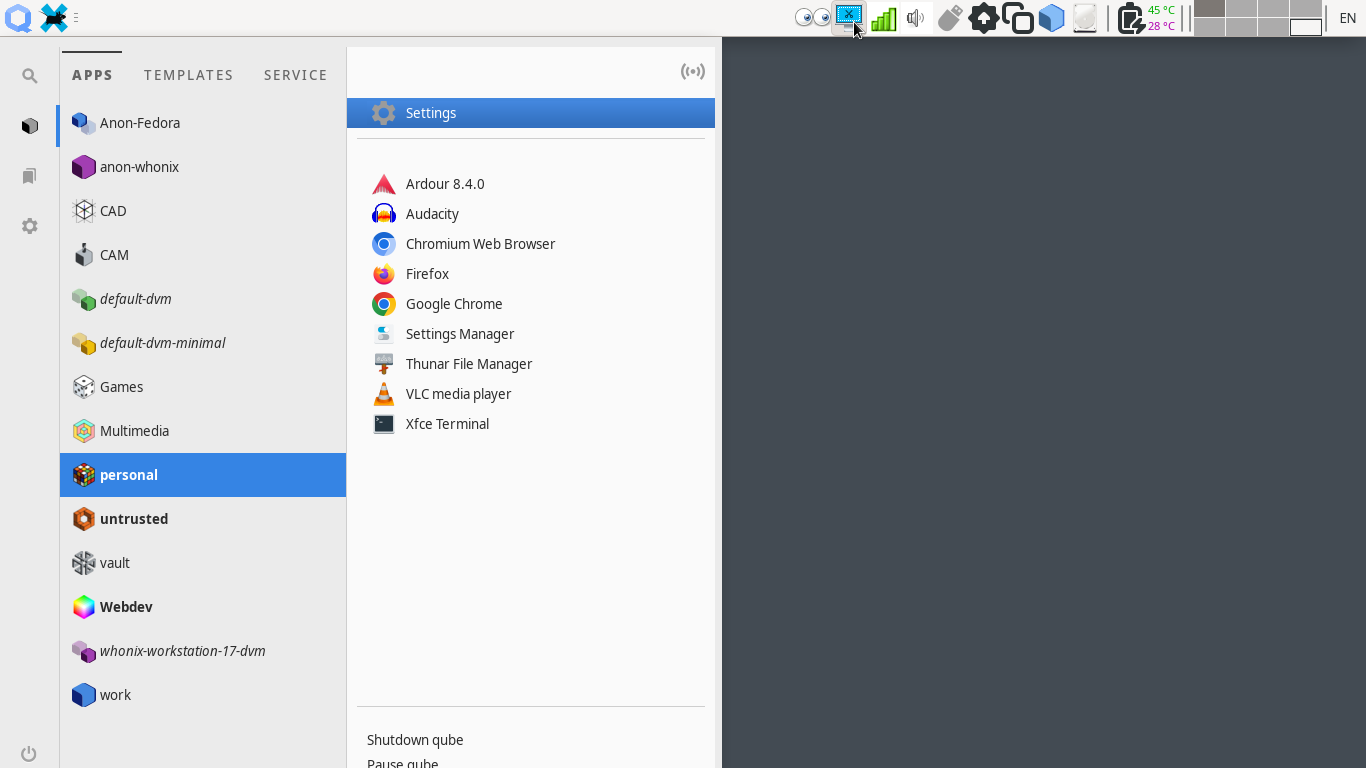 45 °C
28 °C
EN
APPS TEMPLATES SERVICE
Anon-Fedora
anon-whonix
CAD
CAM
default-dvm
default-dvm-minimal
Games
Multimedia
personal
untrusted
vault
Webdev
whonix-workstation-17-dvm
work
Settings
Ardour 8.4.0
Audacity
Chromium Web Browser
Firefox
Google Chrome
Settings Manager
Thunar File Manager
VLC media player
Xfce Terminal
Shutdown qube
Pause qube